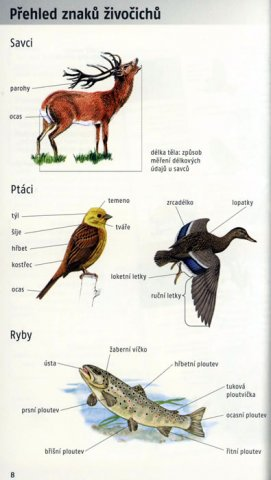 Přehled znaků živočichů
Savci
parohy
ocas
délka těla: způsob
měření délkových
údajů u savců
Ptáci
temeno
týl
tváře
šíje
hřbet
kostřec
ocas
zrcadélko
lopatky
loketní letky
ruční letky
Ryby
žaberní víčko
ústa
hřbetní ploutev
tuková
ploutvička
prsní ploutev
ocasní ploutev
břišní ploutev
řitní ploutev
8